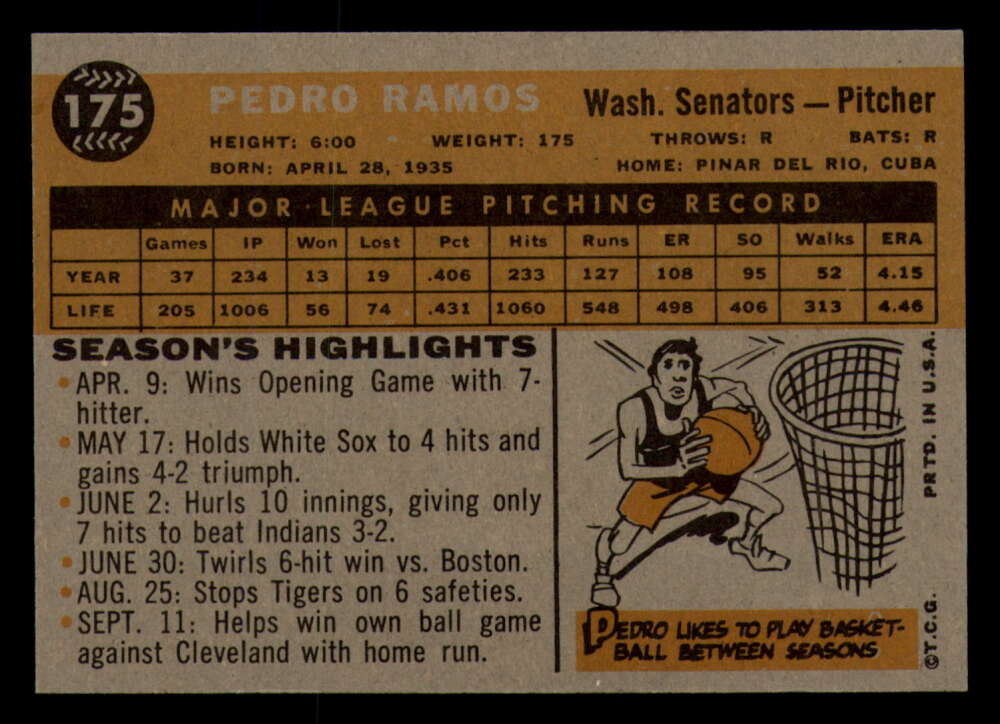 175
PEDRO RAMOS
Wash. Senators — Pitcher
HEIGHT: 6:00 WEIGHT: 175 THROWS: R BATS: R
BORN: APRIL 28, 1935 HOME: PINAR DEL RIO, CUBA
MAJOR LEAGUE PITCHING RECORD
Games IP Won Lost Pct Hits Runs ER SO Walks ERA
YEAR 37 234 13 19 .406 233 127 108 95 52 4.15
LIFE 205 1006 56 74 .431 1060 548 498 406 313 4.46
SEASON'S HIGHLIGHTS
• APR. 9: Wins Opening Game with 7-
hitter.
• MAY 17: Holds White Sox to 4 hits and
gains 4-2 triumph.
• JUNE 2: Hurls 10 innings, giving only
7 hits to beat Indians 3-2.
• JUNE 30: Twirls 6-hit win vs. Boston.
• AUG. 25: Stops Tigers on 6 safeties.
• SEPT. 11: Helps win own ball game
against Cleveland with home run.
PEDRO LIKES TO PLAY BASKET-
BALL BETWEEN SEASONS
©T.C.G. PRTD. IN U.S.A.